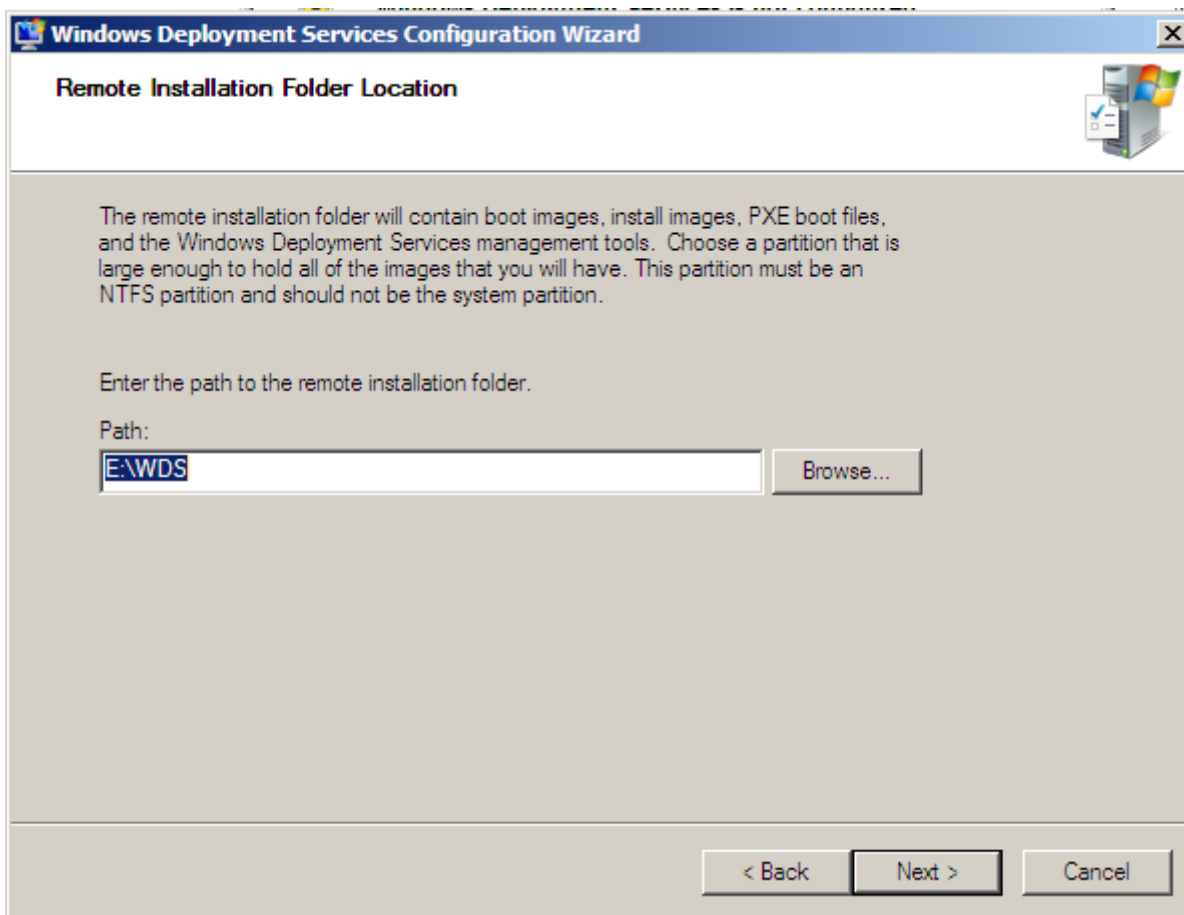 Windows Deployment Services Configuration Wizard
Remote Installation Folder Location
The remote installation folder will contain boot images, install images, PXE boot files,
and the Windows Deployment Services management tools.  Choose a partition that is
large enough to hold all of the images that you will have. This partition must be an
NTFS partition and should not be the system partition.
Enter the path to the remote installation folder.
Path:
E:\WDS
Browse...
< Back
Next >
Cancel